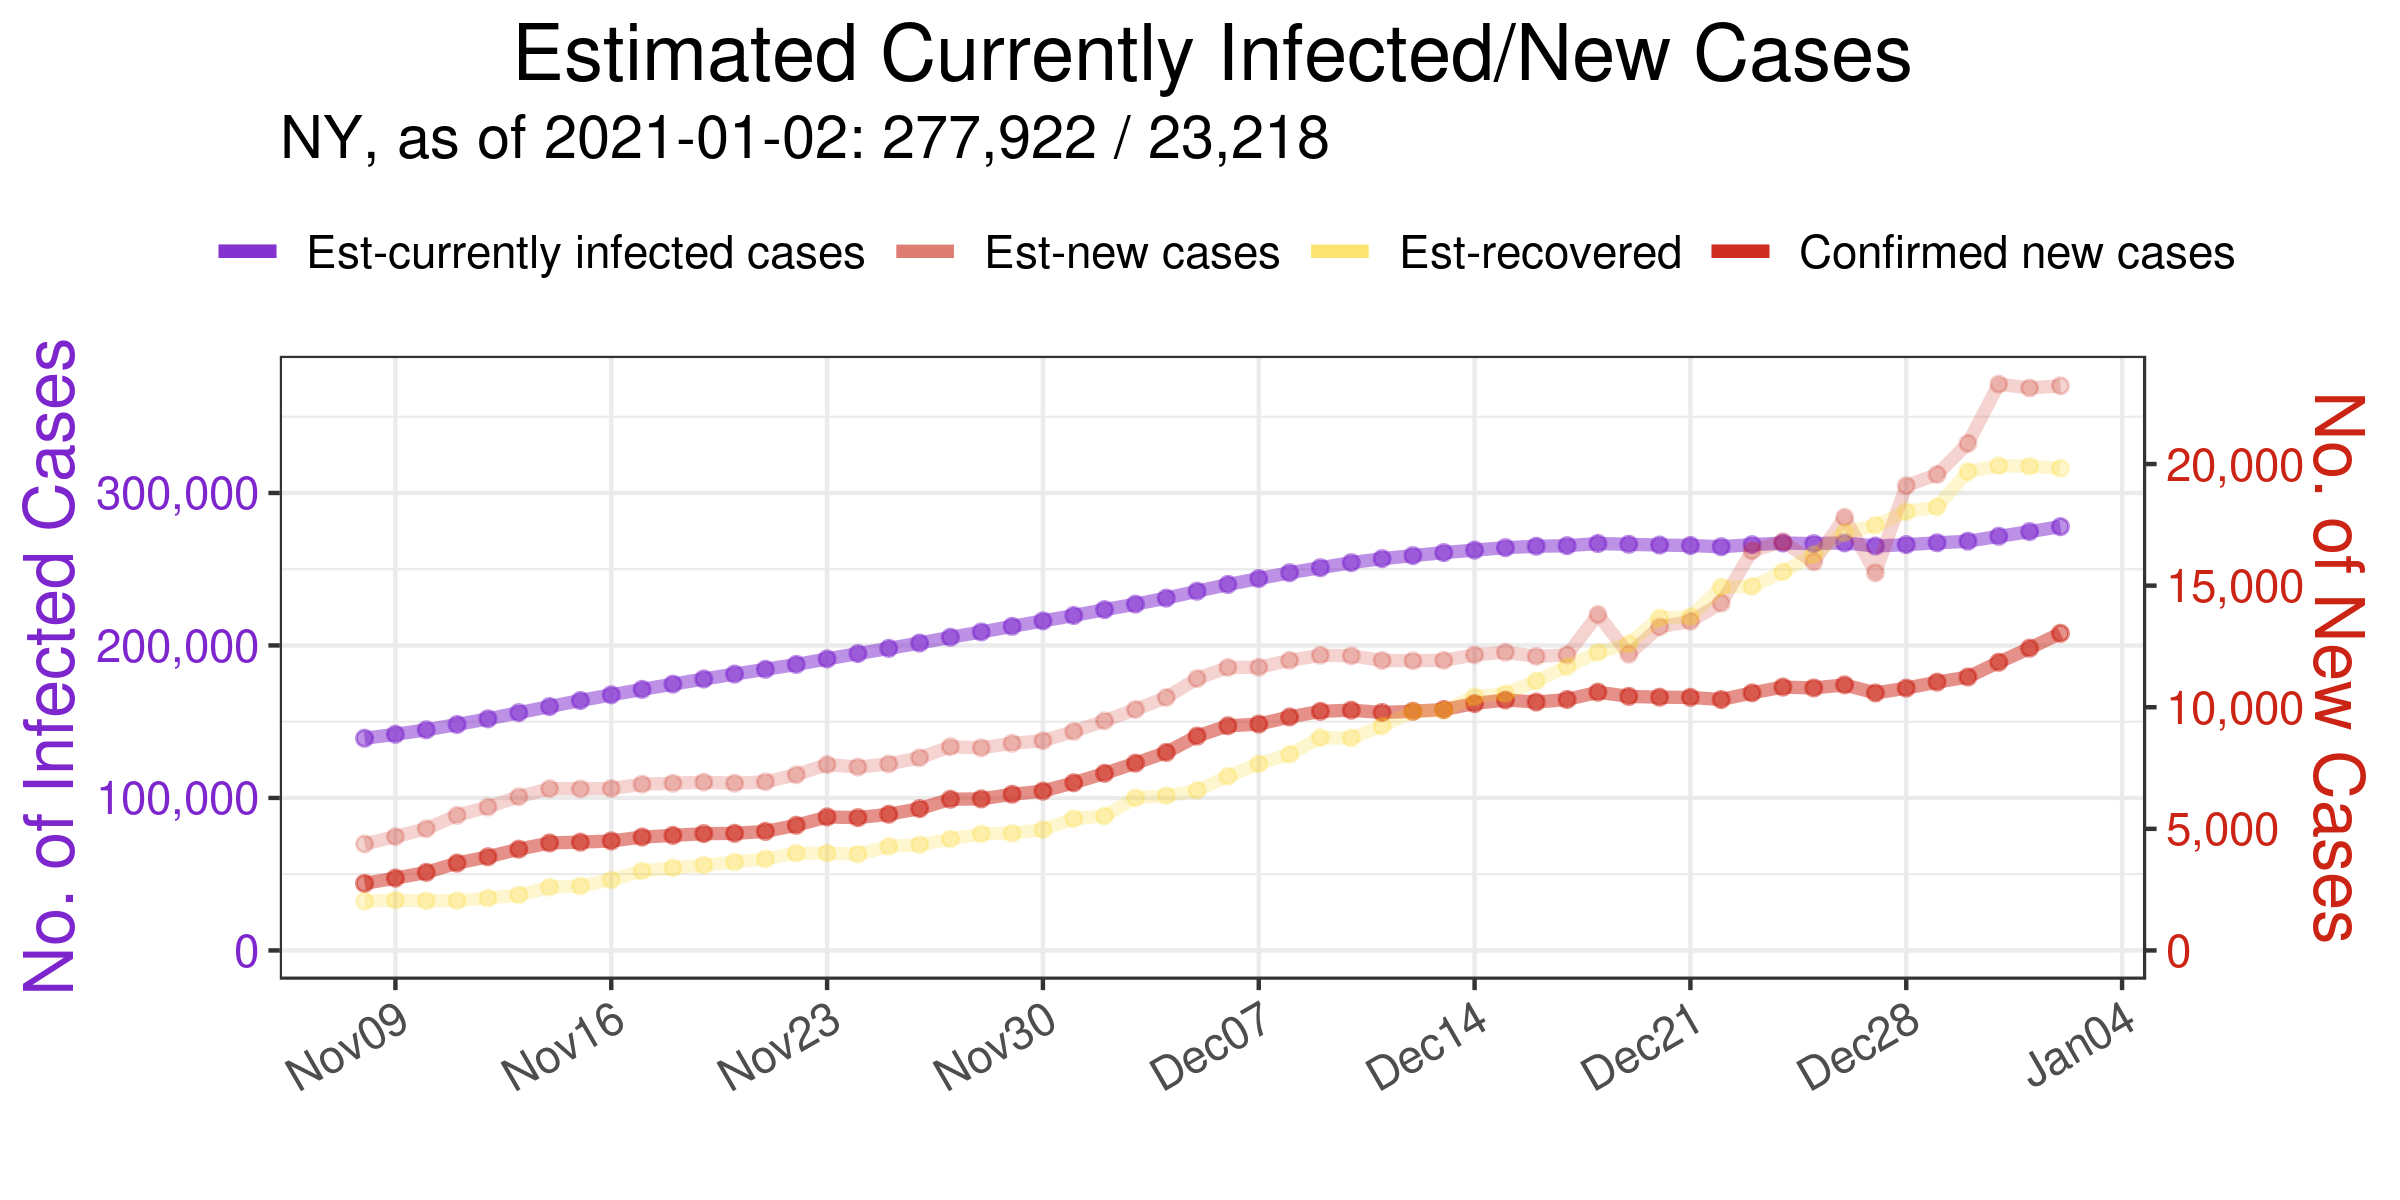 Estimated Currently Infected/New Cases
NY, as of 2021-01-02: 277,922 / 23,218
Est-currently infected cases Est-new cases Est-recovered Confirmed new cases
No. of Infected Cases
300,000
200,000
100,000
0
20,000
15,000
10,000
5,000
0
No. of New Cases
Nov09 Nov16 Nov23 Nov30 Dec07 Dec14 Dec21 Dec28 Jan04